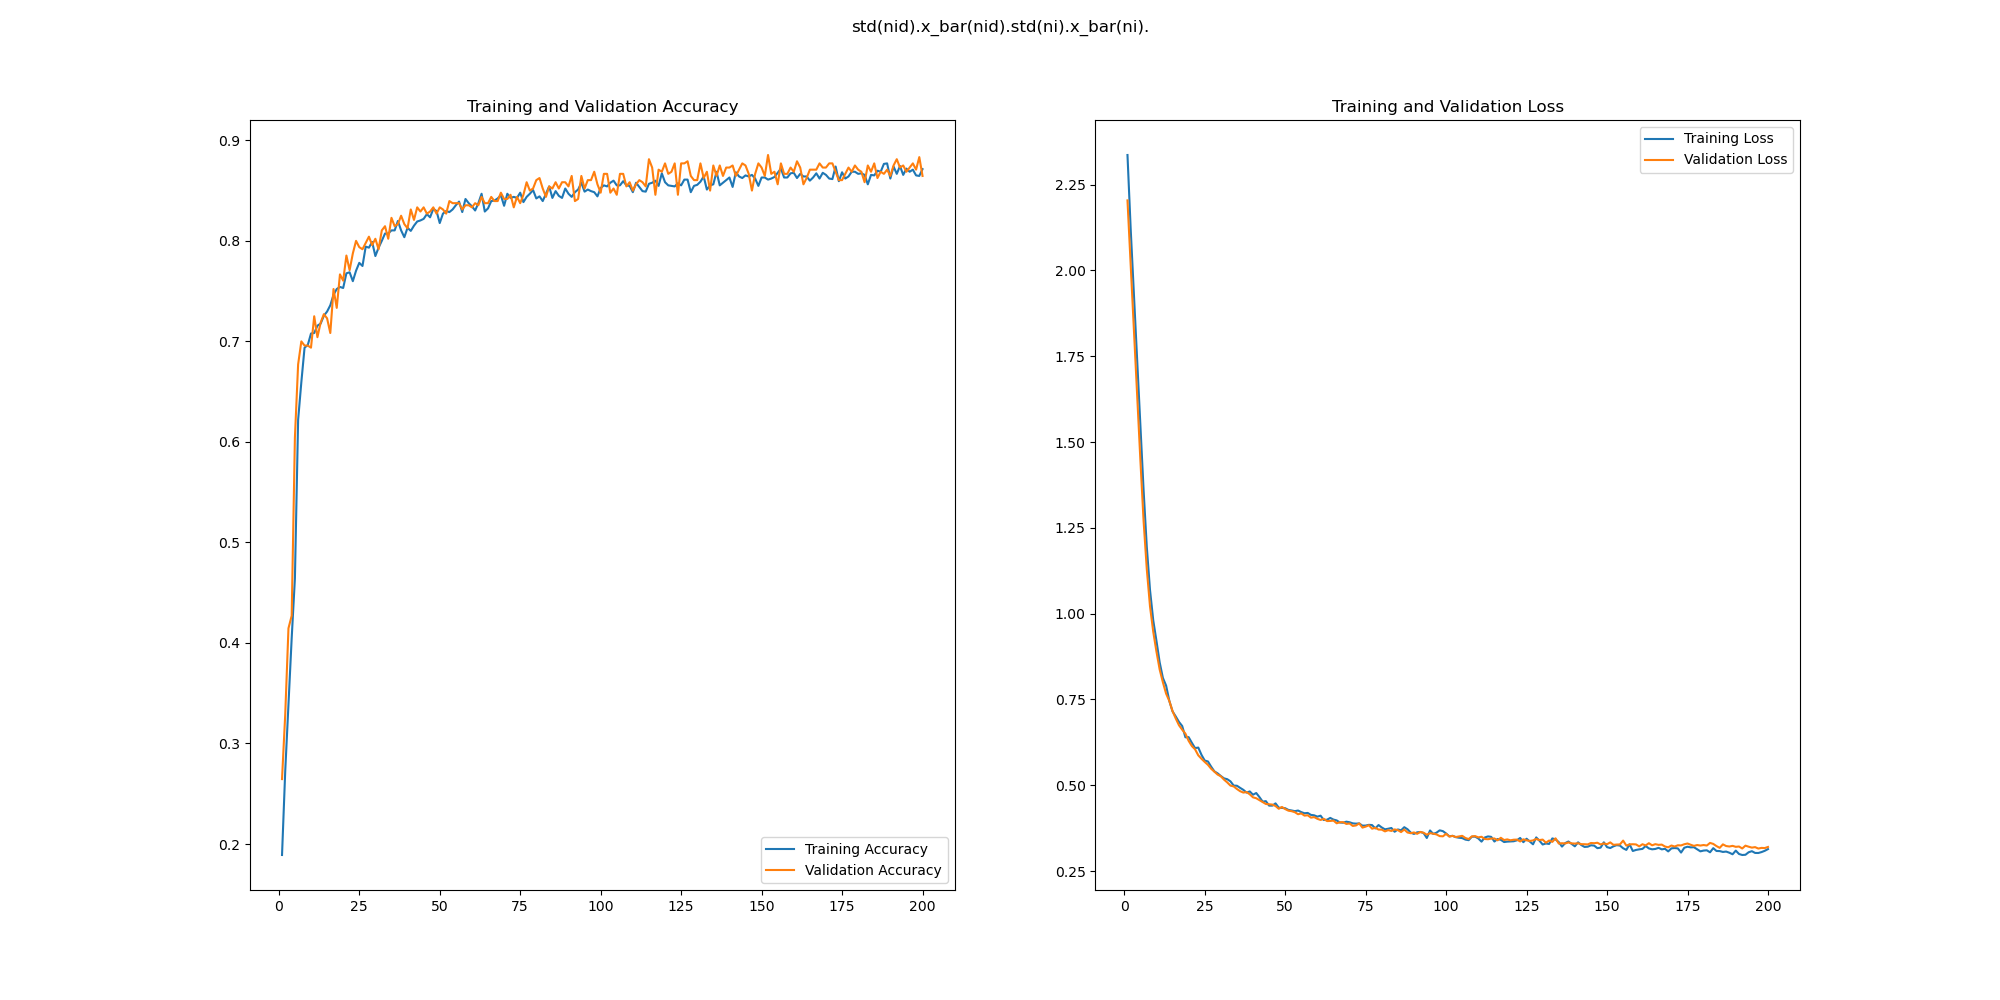 std(nid).x_bar(nid).std(ni).x_bar(ni).
Training and Validation Accuracy
0.9
0.8
0.7
0.6
0.5
0.4
0.3
0.2
Training Accuracy
Validation Accuracy
0 25 50 75 100 125 150 175 200
Training and Validation Loss
Training Loss
Validation Loss
2.25
2.00
1.75
1.50
1.25
1.00
0.75
0.50
0.25
0 25 50 75 100 125 150 175 200